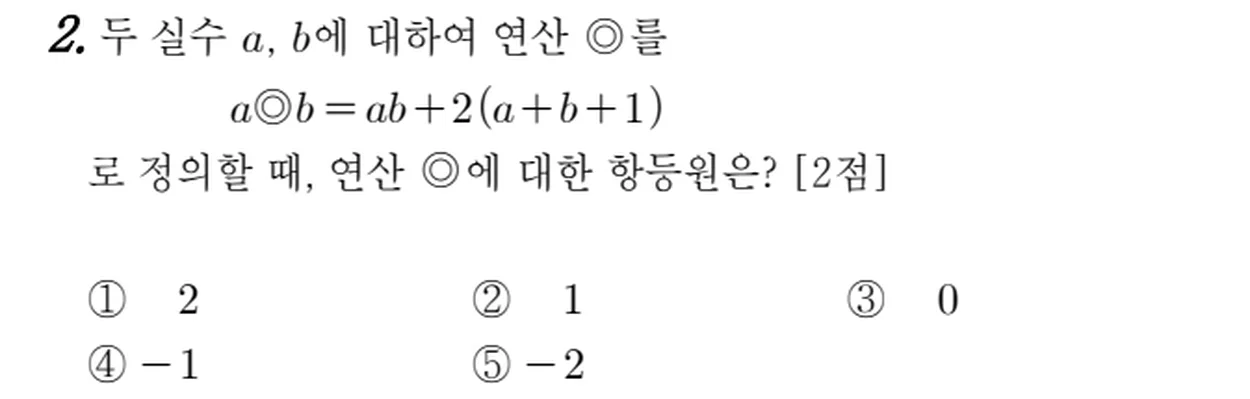 2. 두 실수 a, b에 대하여 연산 ◎를
a◎b=ab+2(a+b+1)
로 정의할 때, 연산 ◎에 대한 항등원은? [2점]
① 2 ② 1 ③ 0
④ -1 ⑤ -2